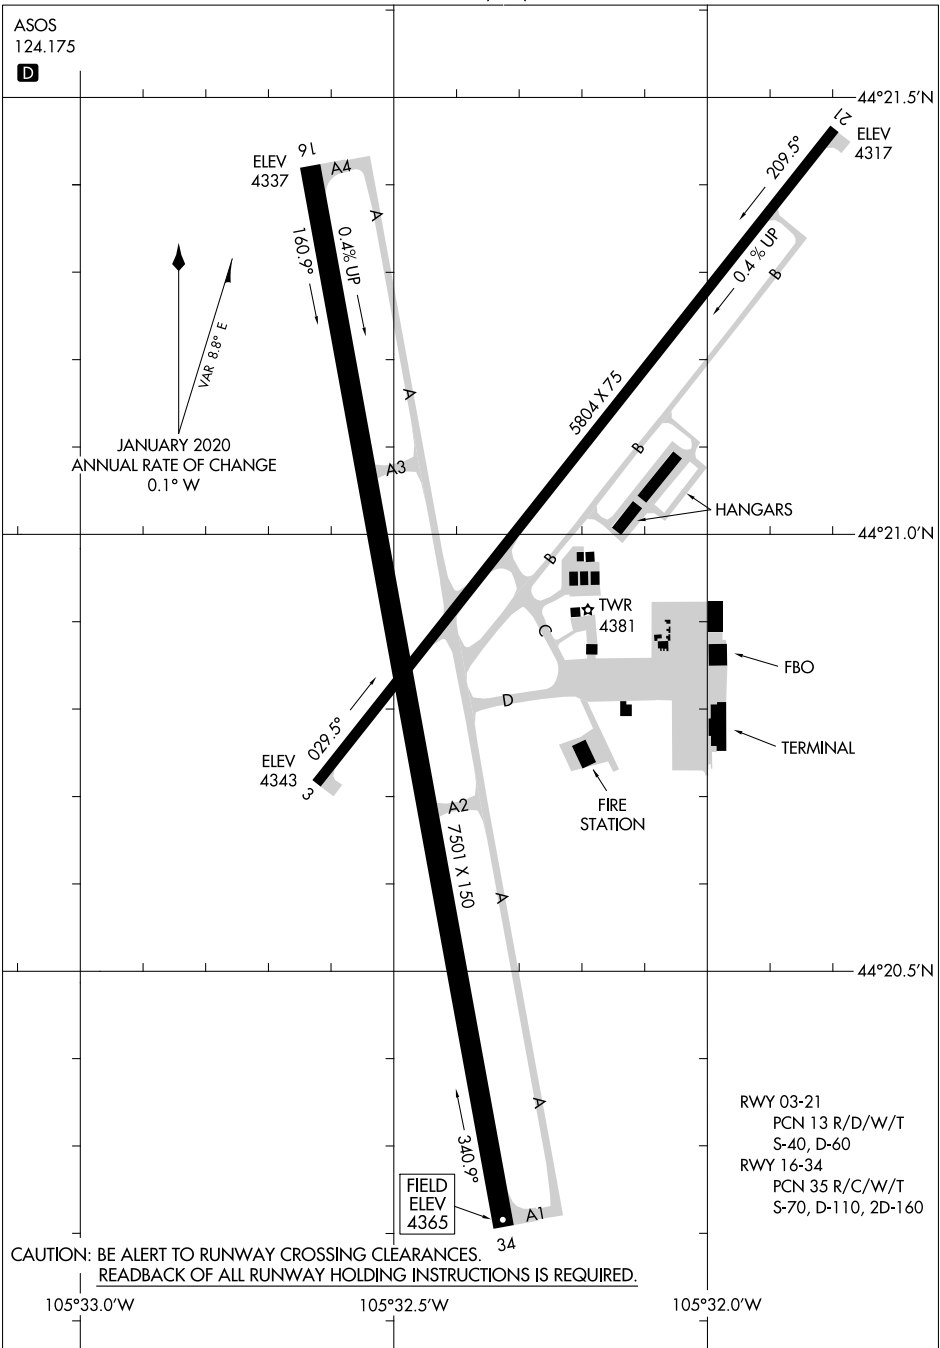 ASOS
124.175
D
44°21.5'N
21
ELEV
4317
209.5°
0.4% UP
16
ELEV
4337
A4
A
160.9°
0.4% UP
B
VAR 8.8° E
A
5804 X 75
JANUARY 2020
ANNUAL RATE OF CHANGE
0.1° W
B
A3
HANGARS
44°21.0'N
B
TWR
4381
C
FBO
D
029.5°
ELEV
4343
3
TERMINAL
A2
FIRE
STATION
7501 X 150
A
44°20.5'N
A
340.9°
RWY 03-21
PCN 13 R/D/W/T
S-40, D-60
RWY 16-34
PCN 35 R/C/W/T
S-70, D-110, 2D-160
FIELD
ELEV
4365
A1
34
CAUTION: BE ALERT TO RUNWAY CROSSING CLEARANCES.
READBACK OF ALL RUNWAY HOLDING INSTRUCTIONS IS REQUIRED.
105°33.0'W
105°32.5'W
105°32.0'W